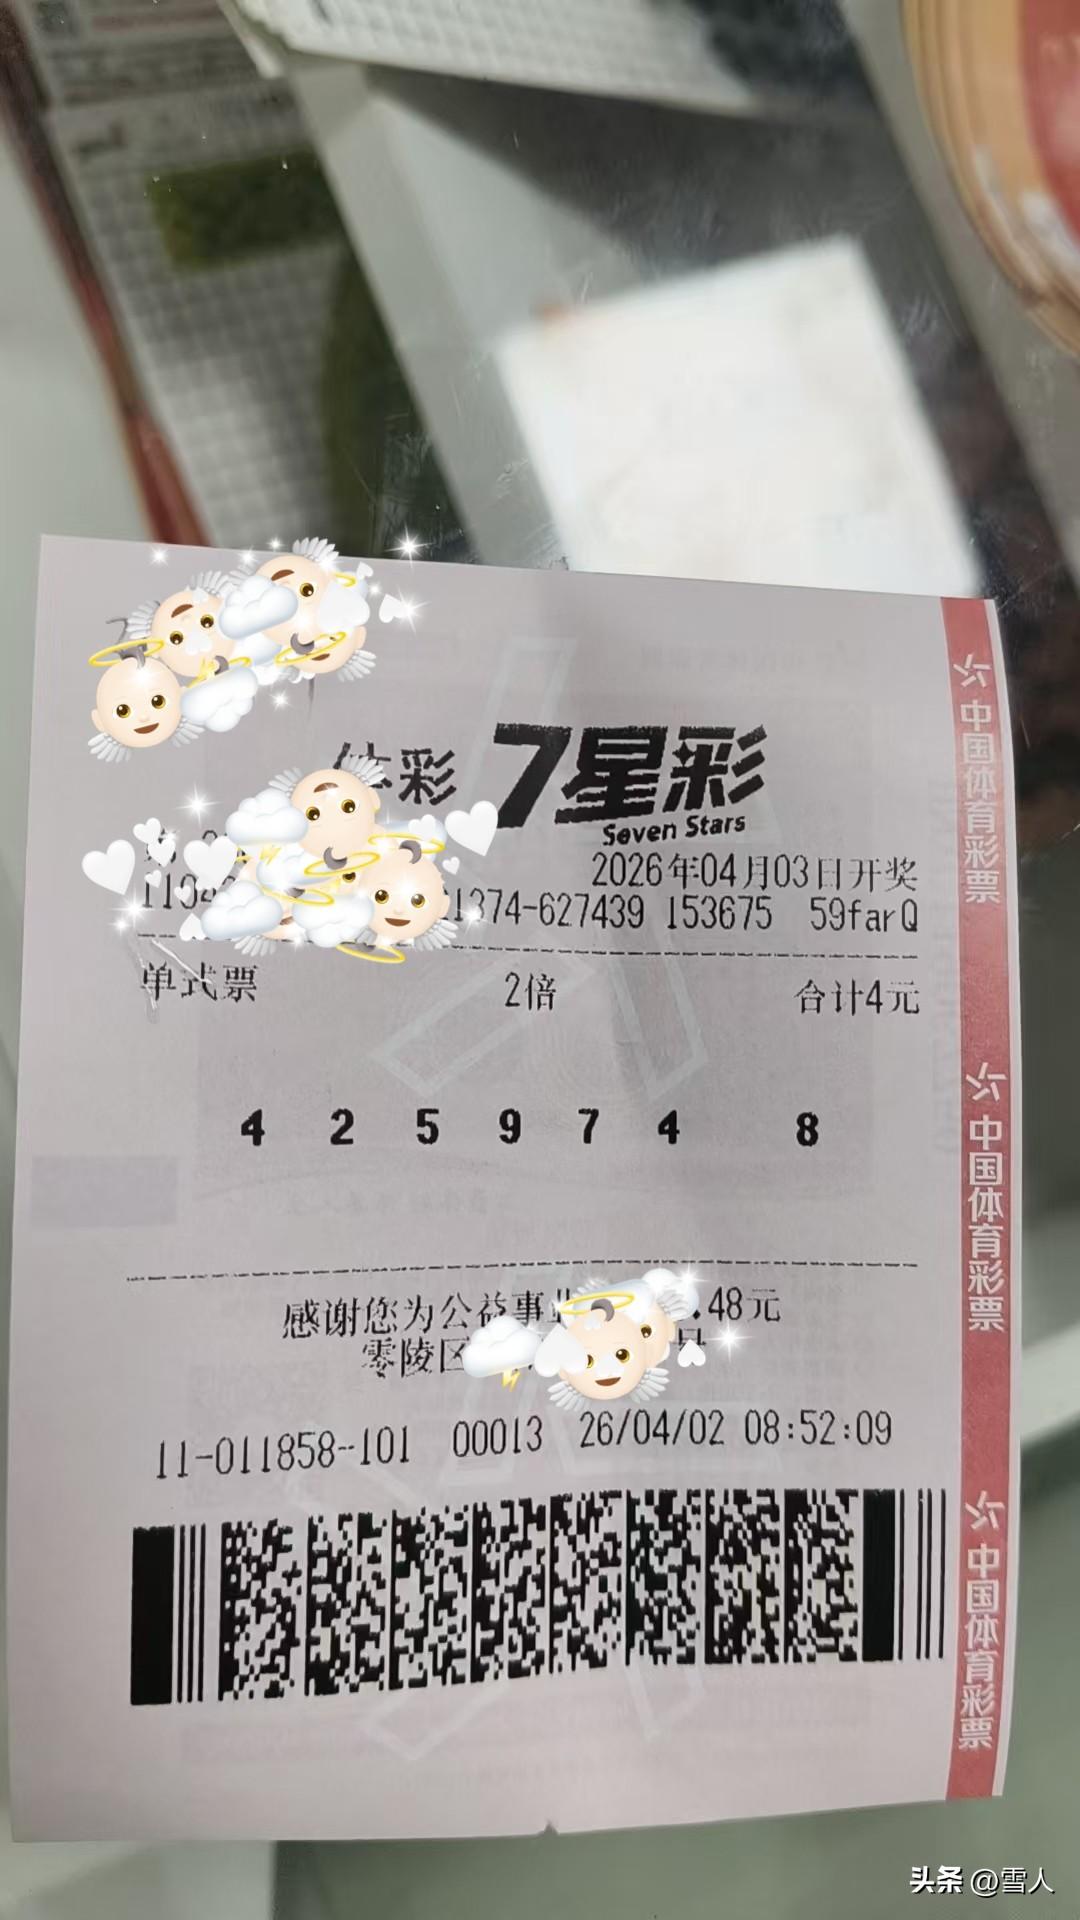 体彩 7星彩
Seven Stars
2026年04月03日开奖
1374-627439 153675 59farQ
单式票 2倍 合计4元
4 2 5 9 7 4 8
感谢您为公益事业 .48元
零陵区
11-011858-101 00013 26/04/02 08:52:09
中国体育彩票
中国体育彩票
中国体育彩票
头条 @雪人